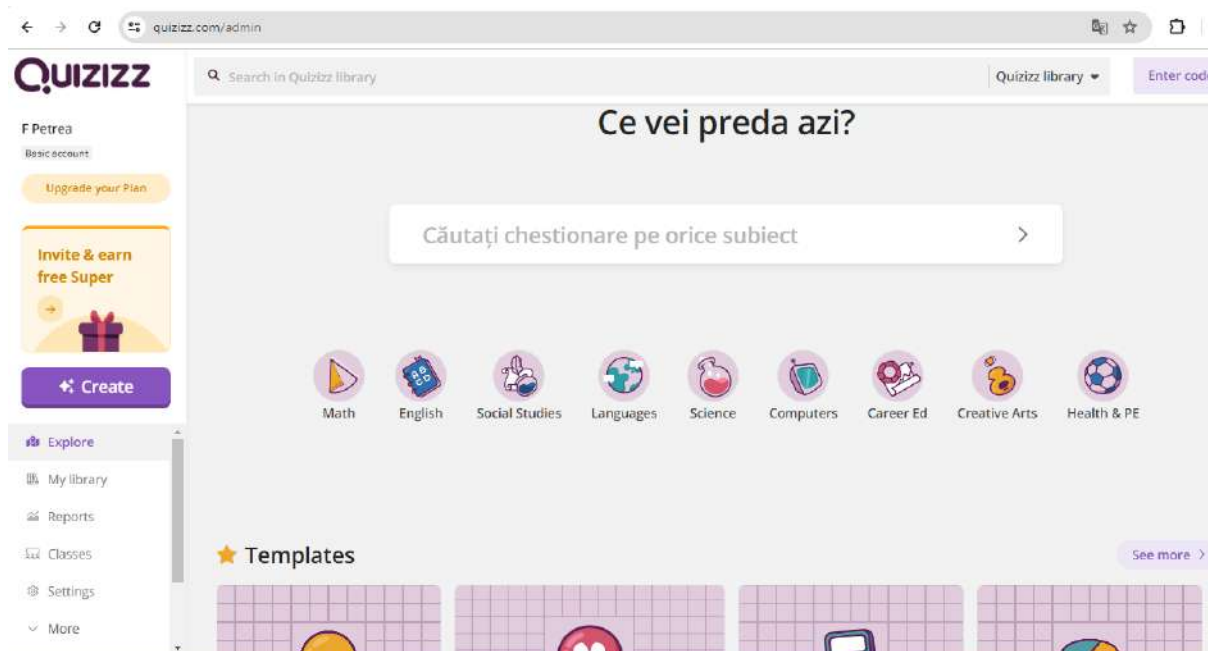 quizizz.com/admin
QUIZIZZ
Search in Quizizz library
Quizizz library
Enter code
F Petrea
Basic account
Upgrade your Plan
Invite & earn
free Super
Create
Explore
My library
Reports
Classes
Settings
More
Ce vei preda azi?
Căutați chestionare pe orice subiect
Math English Social Studies Languages Science Computers Career Ed Creative Arts Health & PE
Templates
See more